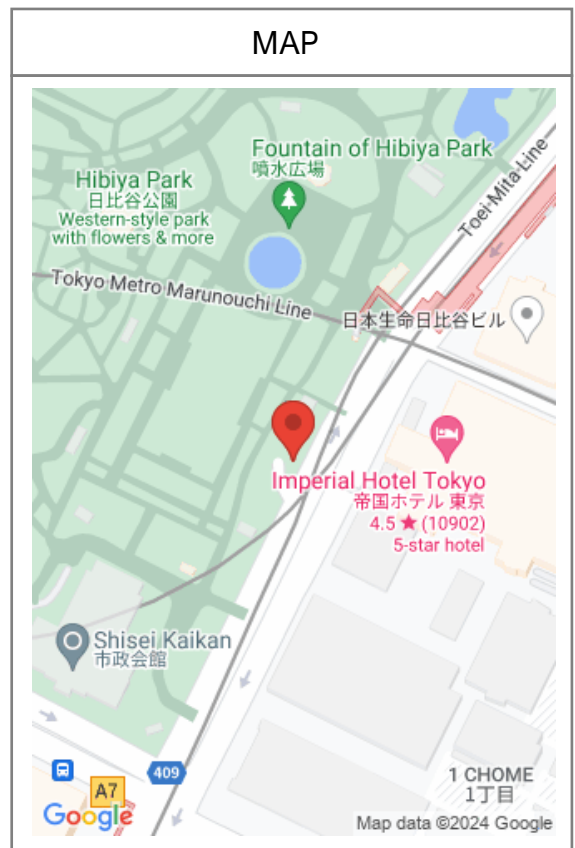 MAP
Fountain of Hibiya Park
噴水広場
Hibiya Park
日比谷公園
Western-style park
with flowers & more
Toei-Mita-Line
Tokyo Metro Marunouchi Line
日本生命日比谷ビル
Imperial Hotel Tokyo
帝国ホテル 東京
4.5 ★ (10902)
5-star hotel
Shisei Kaikan
市政会館
409
A7
1 CHOME
1丁目
Google
Map data ©2024 Google